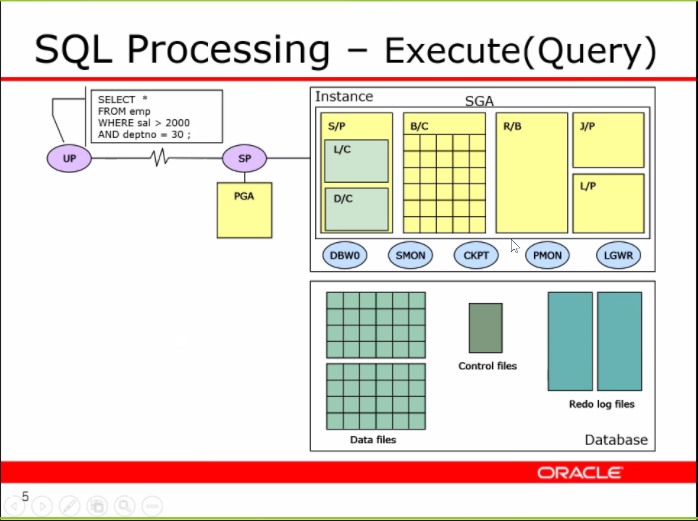 SQL Processing – Execute(Query)
SELECT *
FROM emp
WHERE sal > 2000
AND deptno = 30 ;
UP
SP
PGA
Instance
SGA
S/P
L/C
D/C
B/C
R/B
J/P
L/P
DBW0
SMON
CKPT
PMON
LGWR
Data files
Control files
Redo log files
Database
ORACLE
5